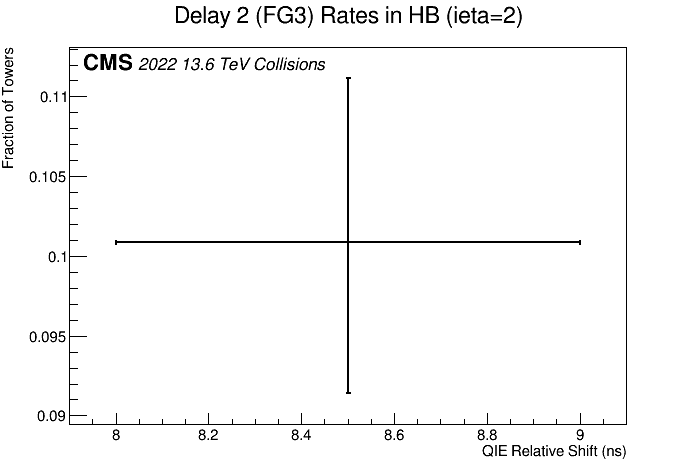 Delay 2 (FG3) Rates in HB (ieta=2)
CMS 2022 13.6 TeV Collisions
Fraction of Towers
0.11
0.105
0.1
0.095
0.09
8 8.2 8.4 8.6 8.8 9
QIE Relative Shift (ns)